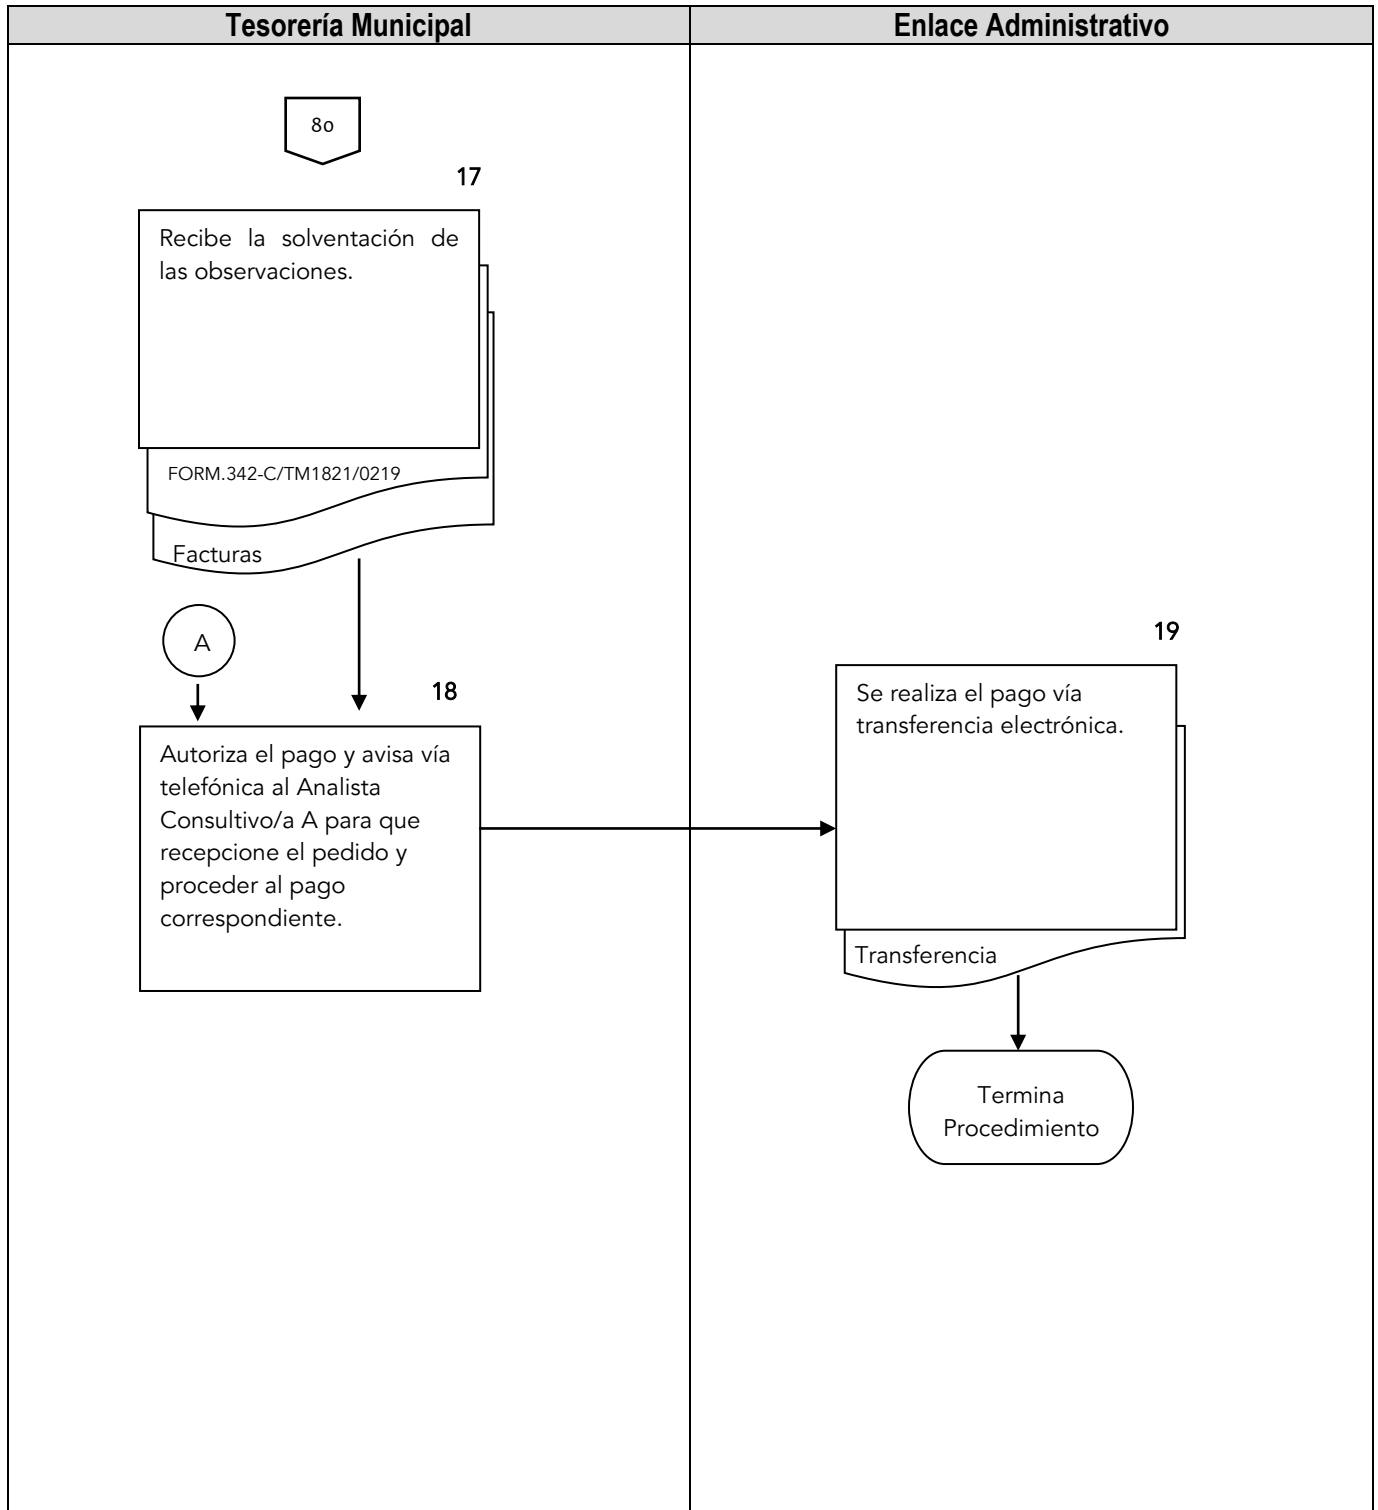 Tesorería Municipal
Enlace Administrativo
80
17
Recibe la solventación de
las observaciones.
FORM.342-C/TM1821/0219
Facturas
A
18
Autoriza el pago y avisa vía
telefónica al Analista
Consultivo/a A para que
recepcione el pedido y
proceder al pago
correspondiente.
19
Se realiza el pago vía
transferencia electrónica.
Transferencia
Termina
Procedimiento